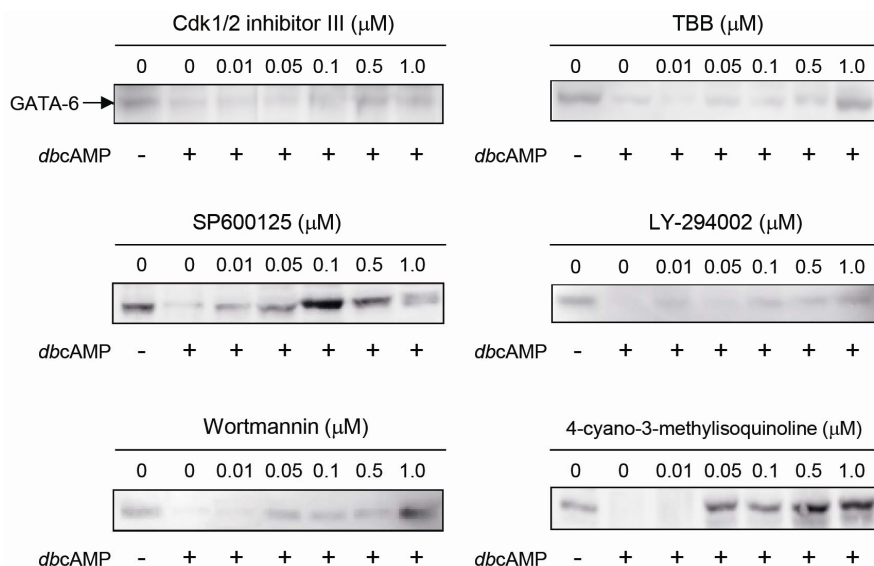 Cdk1/2 inhibitor III (µM)
0 0 0.01 0.05 0.1 0.5 1.0
GATA-6
dbcAMP - + + + + + +
TBB (µM)
0 0 0.01 0.05 0.1 0.5 1.0
dbcAMP - + + + + + +
SP600125 (µM)
0 0 0.01 0.05 0.1 0.5 1.0
dbcAMP - + + + + + +
LY-294002 (µM)
0 0 0.01 0.05 0.1 0.5 1.0
dbcAMP - + + + + + +
Wortmannin (µM)
0 0 0.01 0.05 0.1 0.5 1.0
dbcAMP - + + + + + +
4-cyano-3-methylisoquinoline (µM)
0 0 0.01 0.05 0.1 0.5 1.0
dbcAMP - + + + + + +